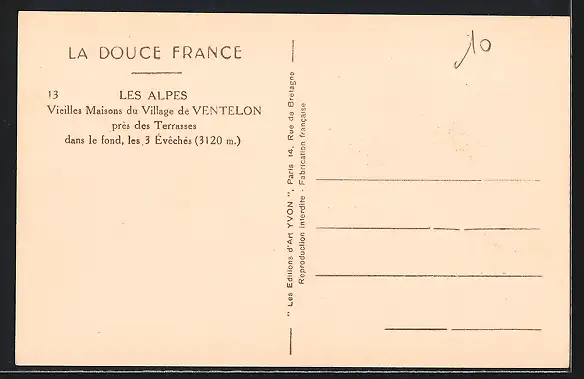 LA DOUCE FRANCE
13 LES ALPES
Vieilles Maisons du Village de VENTELON
près des Terrasses
dans le fond, les 3 Évêchés (3120 m.)
" Les Editions d'Art YVON ", Paris 14, Rue de Bretagne
Reproduction interdite - Fabrication française
10